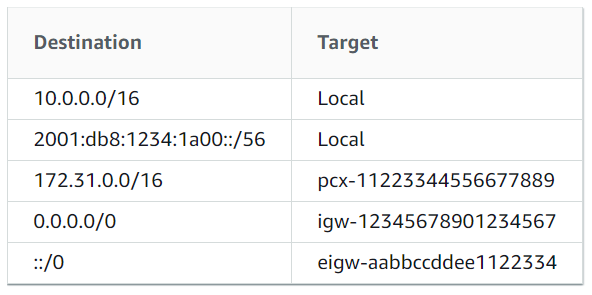 Destination Target
10.0.0.0/16 Local
2001:db8:1234:1a00::/56 Local
172.31.0.0/16 pcx-11223344556677889
0.0.0.0/0 igw-12345678901234567
::/0 eigw-aabbccddee1122334